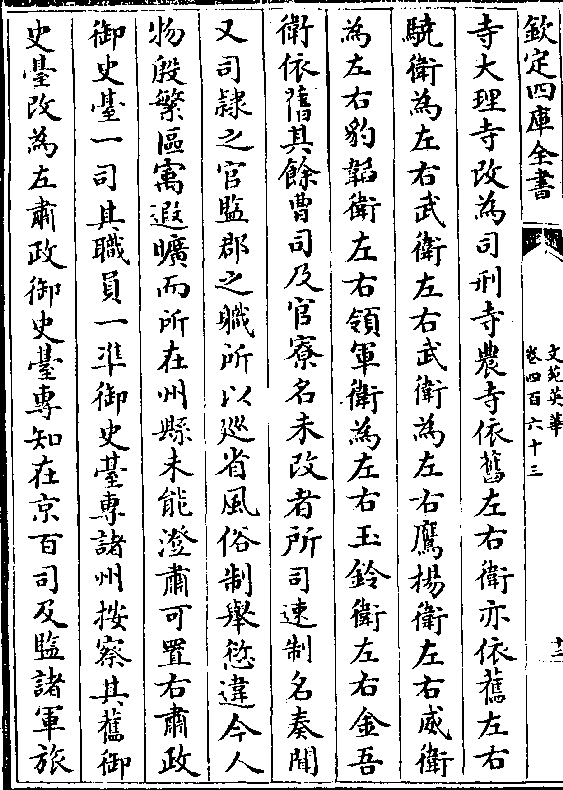 欽定四庫全書
文苑英華
卷四百六十三
十二
寺大理寺改為司刑寺農寺依舊左右衛亦依舊左右
驍衛為左右武衛左右武衛為左右鷹揚衛左右威衛
為左右豹韜衛左右領軍衛為左右玉鈐衛左右金吾
衛依舊其餘曹司及官寮名未改者所司速制名奏聞
又司隸之官監郡之職所以巡省風俗制舉愆違今人
物殷繁區寓遐曠而所在州縣未能澄肅可置右肅政
御史臺一司其職員一准御史臺專諸州按察其舊御
史臺改為左肅政御史臺專知在京百司及監諸軍旅